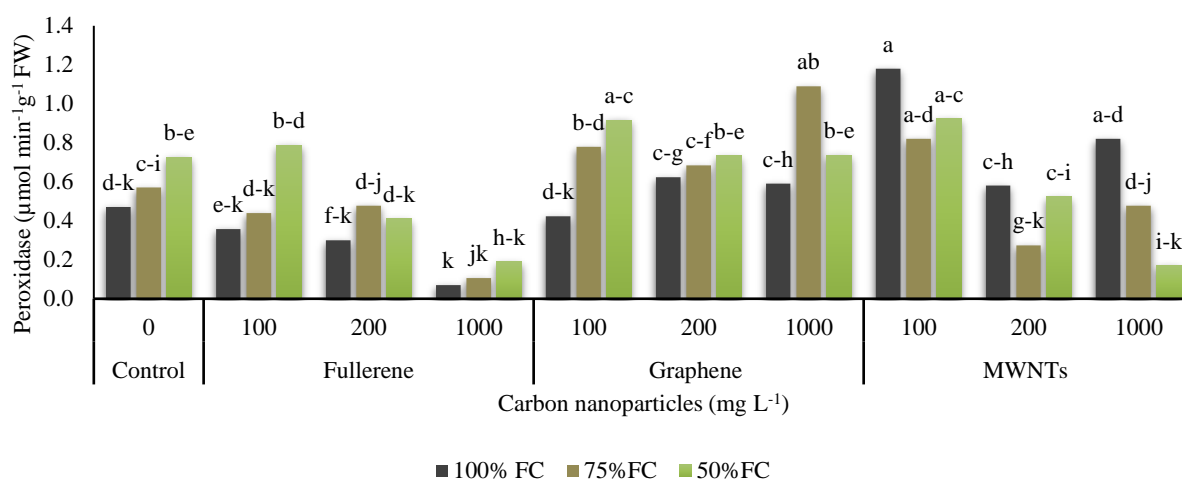 Peroxidase (µmol min⁻¹g⁻¹ FW)
1.4
1.2
1.0
0.8
0.6
0.4
0.2
0.0
d-k c-i b-e e-k d-k b-d f-k d-j d-k k jk h-k d-k b-d a-c c-g c-f b-e c-h ab b-e a a-d a-c c-h g-k c-i a-d d-j i-k
0 100 200 1000 100 200 1000 100 200 1000
Control Fullerene Graphene MWNTs
Carbon nanoparticles (mg L⁻¹)
100% FC 75%FC 50%FC